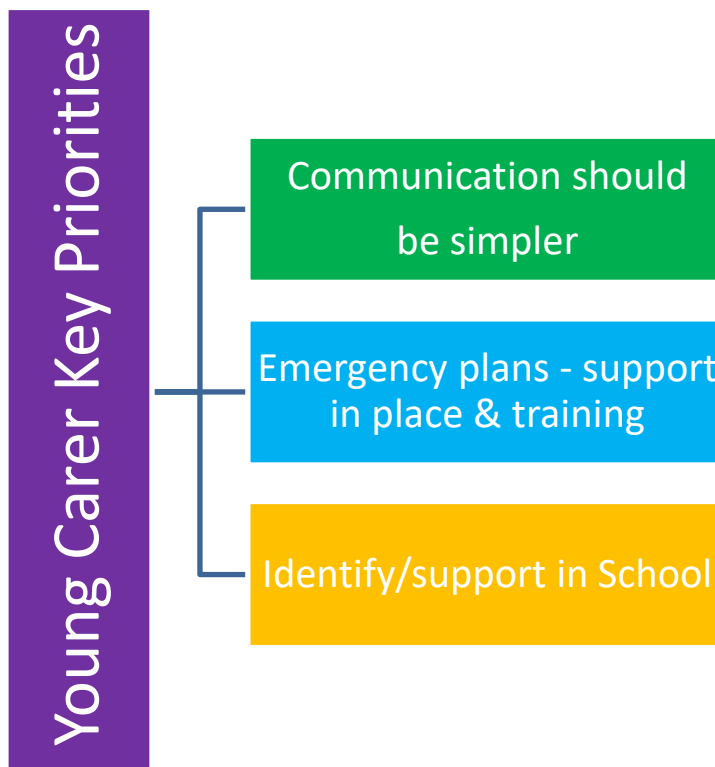 Young Carer Key Priorities
Communication should
be simpler
Emergency plans - support
in place & training
Identify/support in School